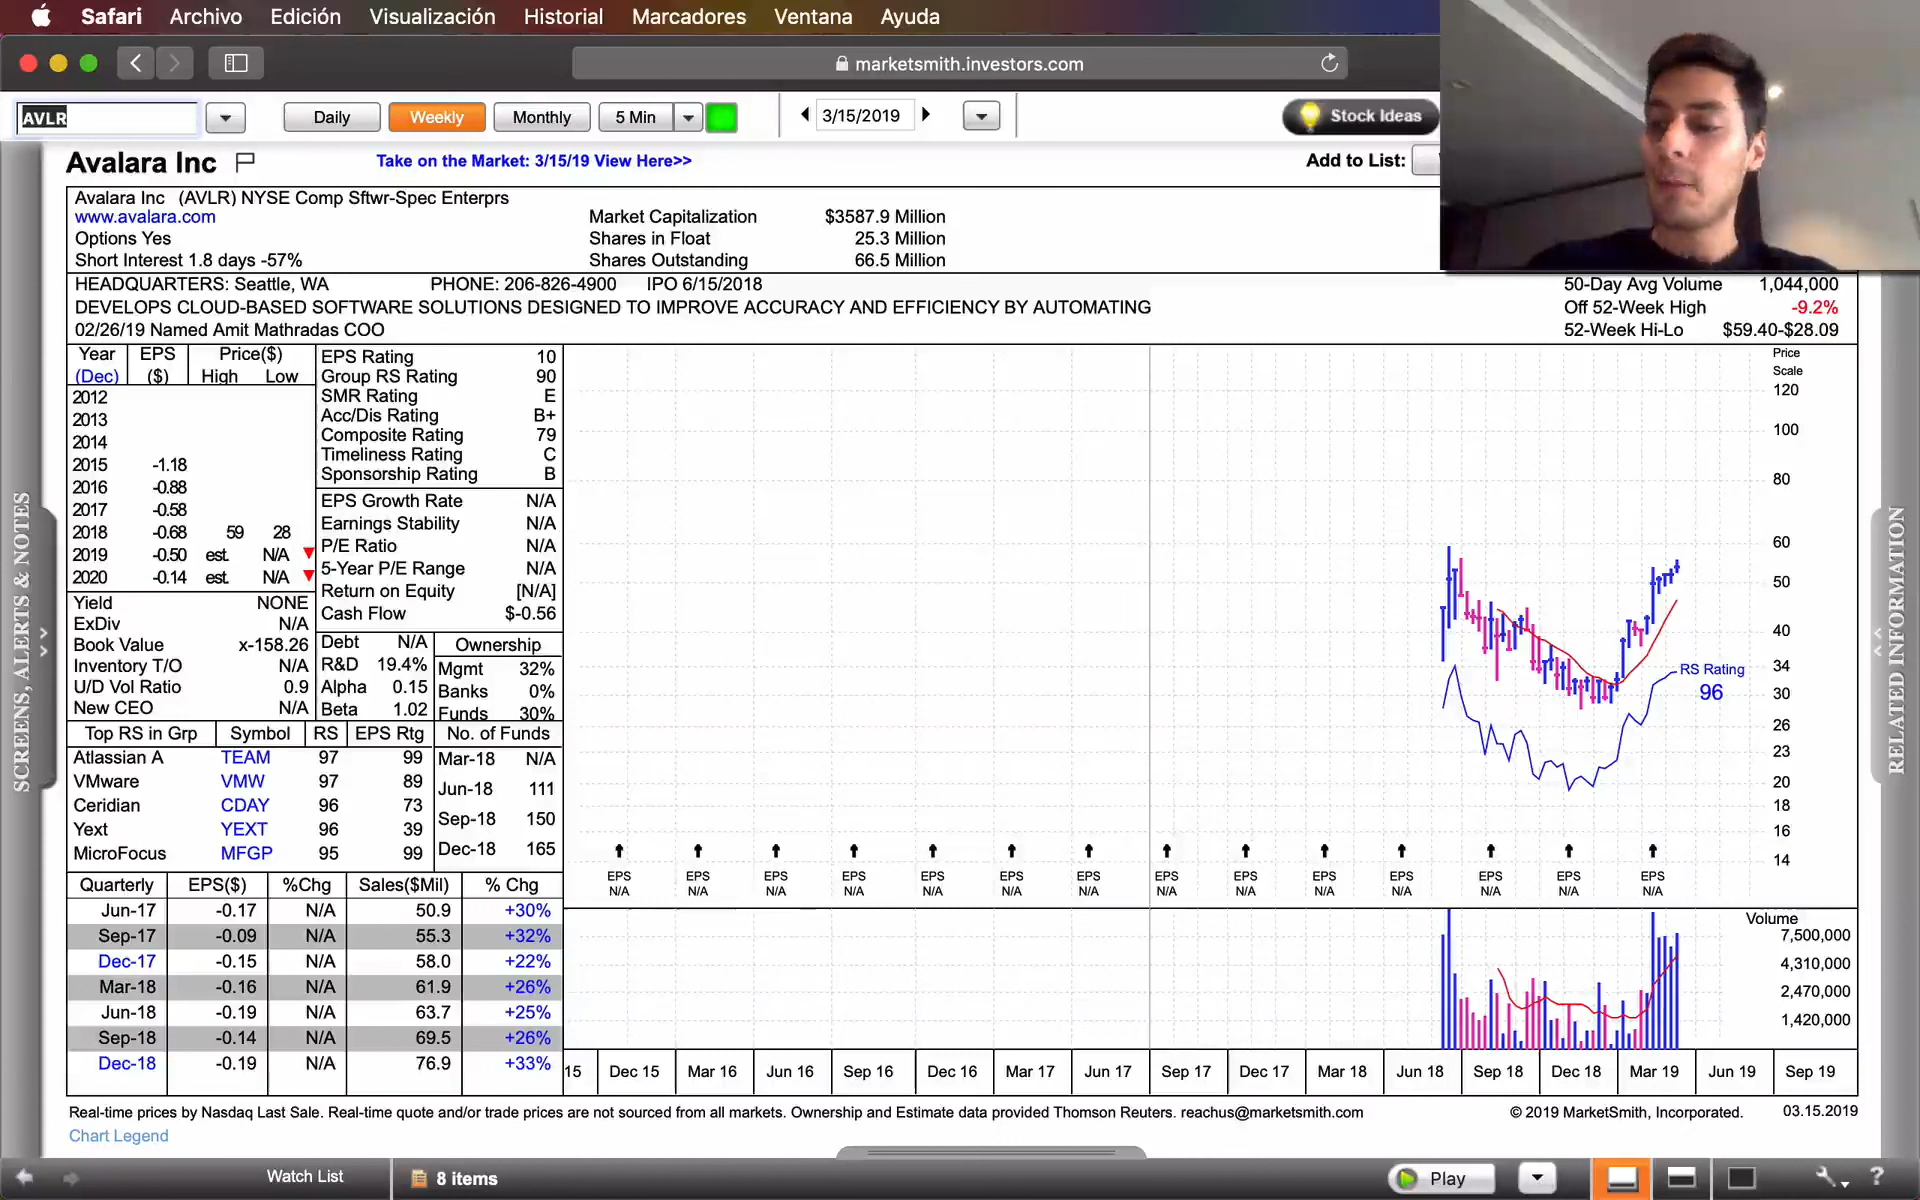 Safari Archivo Edición Visualización Historial Marcadores Ventana Ayuda
marketsmith.investors.com
AVLR Daily Weekly Monthly 5 Min 3/15/2019 Stock Ideas
Avalara Inc Take on the Market: 3/15/19 View Here>> Add to List:
Avalara Inc (AVLR) NYSE Comp Sftwr-Spec Enterprs
www.avalara.com Market Capitalization $3587.9 Million
Options Yes Shares in Float 25.3 Million
Short Interest 1.8 days -57% Shares Outstanding 66.5 Million
HEADQUARTERS: Seattle, WA PHONE: 206-826-4900 IPO 6/15/2018 50-Day Avg Volume 1,044,000
DEVELOPS CLOUD-BASED SOFTWARE SOLUTIONS DESIGNED TO IMPROVE ACCURACY AND EFFICIENCY BY AUTOMATING Off 52-Week High -9.2%
02/26/19 Named Amit Mathradas COO 52-Week Hi-Lo $59.40-$28.09
Year EPS Price($)
(Dec) ($) High Low
2012
2013
2014
2015 -1.18
2016 -0.88
2017 -0.58
2018 -0.68 59 28
2019 -0.50 est. N/A
2020 -0.14 est. N/A
Yield NONE
ExDiv N/A
Book Value x-158.26
Inventory T/O N/A
U/D Vol Ratio 0.9
New CEO N/A
EPS Rating 10
Group RS Rating 90
SMR Rating E
Acc/Dis Rating B+
Composite Rating 79
Timeliness Rating C
Sponsorship Rating B
EPS Growth Rate N/A
Earnings Stability N/A
P/E Ratio N/A
5-Year P/E Range N/A
Return on Equity [N/A]
Cash Flow $-0.56
Debt N/A
R&D 19.4%
Alpha 0.15
Beta 1.02
Ownership
Mgmt 32%
Banks 0%
Funds 30%
Top RS in Grp Symbol RS EPS Rtg
Atlassian A TEAM 97 99
VMware VMW 97 89
Ceridian CDAY 96 73
Yext YEXT 96 39
MicroFocus MFGP 95 99
No. of Funds
Mar-18 N/A
Jun-18 111
Sep-18 150
Dec-18 165
Quarterly EPS($) %Chg Sales($Mil) % Chg
Jun-17 -0.17 N/A 50.9 +30%
Sep-17 -0.09 N/A 55.3 +32%
Dec-17 -0.15 N/A 58.0 +22%
Mar-18 -0.16 N/A 61.9 +26%
Jun-18 -0.19 N/A 63.7 +25%
Sep-18 -0.14 N/A 69.5 +26%
Dec-18 -0.19 N/A 76.9 +33%
Price
Scale
120
100
80
60
50
40
34
30
26
23
20
18
16
14
RS Rating
96
EPS EPS EPS EPS EPS EPS EPS EPS EPS EPS EPS EPS EPS EPS
N/A N/A N/A N/A N/A N/A N/A N/A N/A N/A N/A N/A N/A N/A
Volume
7,500,000
4,310,000
2,470,000
1,420,000
15 Dec 15 Mar 16 Jun 16 Sep 16 Dec 16 Mar 17 Jun 17 Sep 17 Dec 17 Mar 18 Jun 18 Sep 18 Dec 18 Mar 19 Jun 19 Sep 19
Real-time prices by Nasdaq Last Sale. Real-time quote and/or trade prices are not sourced from all markets. Ownership and Estimate data provided Thomson Reuters. reachus@marketsmith.com © 2019 MarketSmith, Incorporated. 03.15.2019
Chart Legend
SCREENS, ALERTS & NOTES
RELATED INFORMATION
Watch List 8 items Play ?